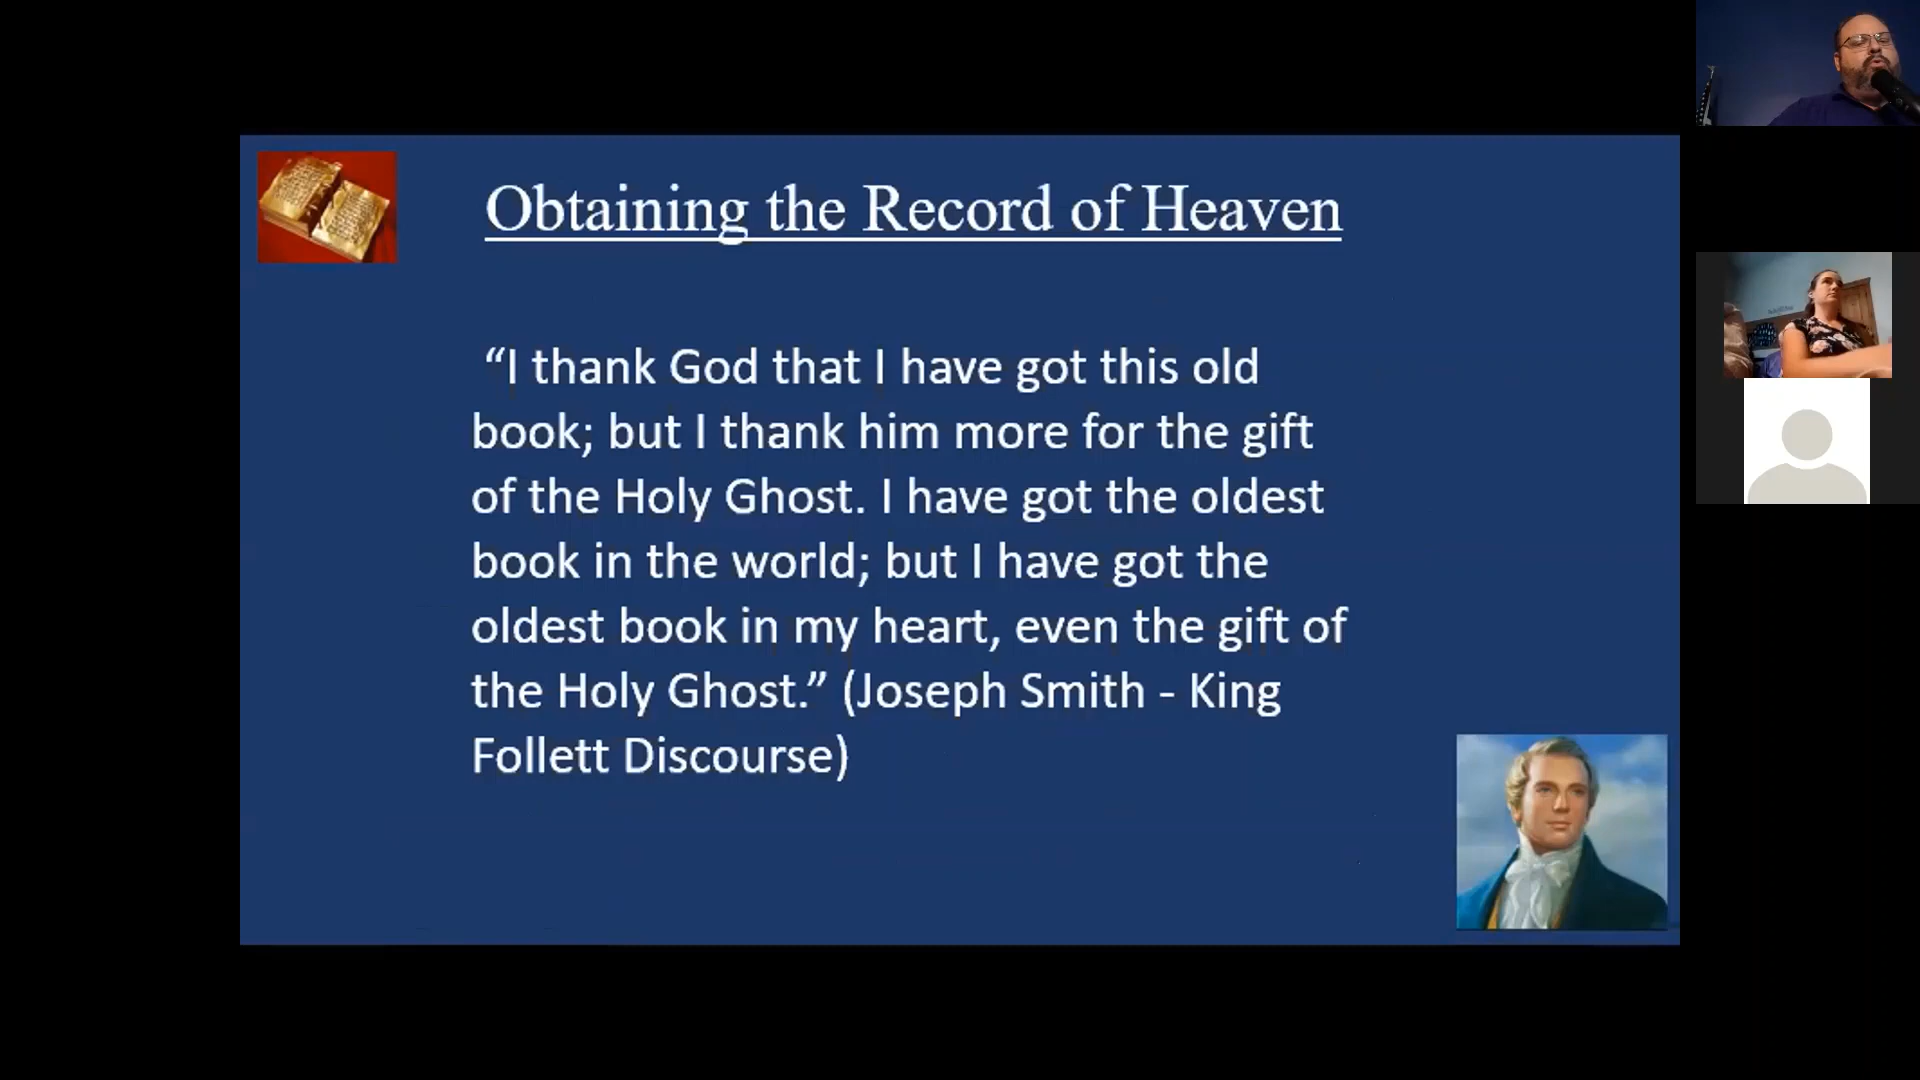 Obtaining the Record of Heaven
“I thank God that I have got this old
book; but I thank him more for the gift
of the Holy Ghost. I have got the oldest
book in the world; but I have got the
oldest book in my heart, even the gift of
the Holy Ghost.” (Joseph Smith - King
Follett Discourse)